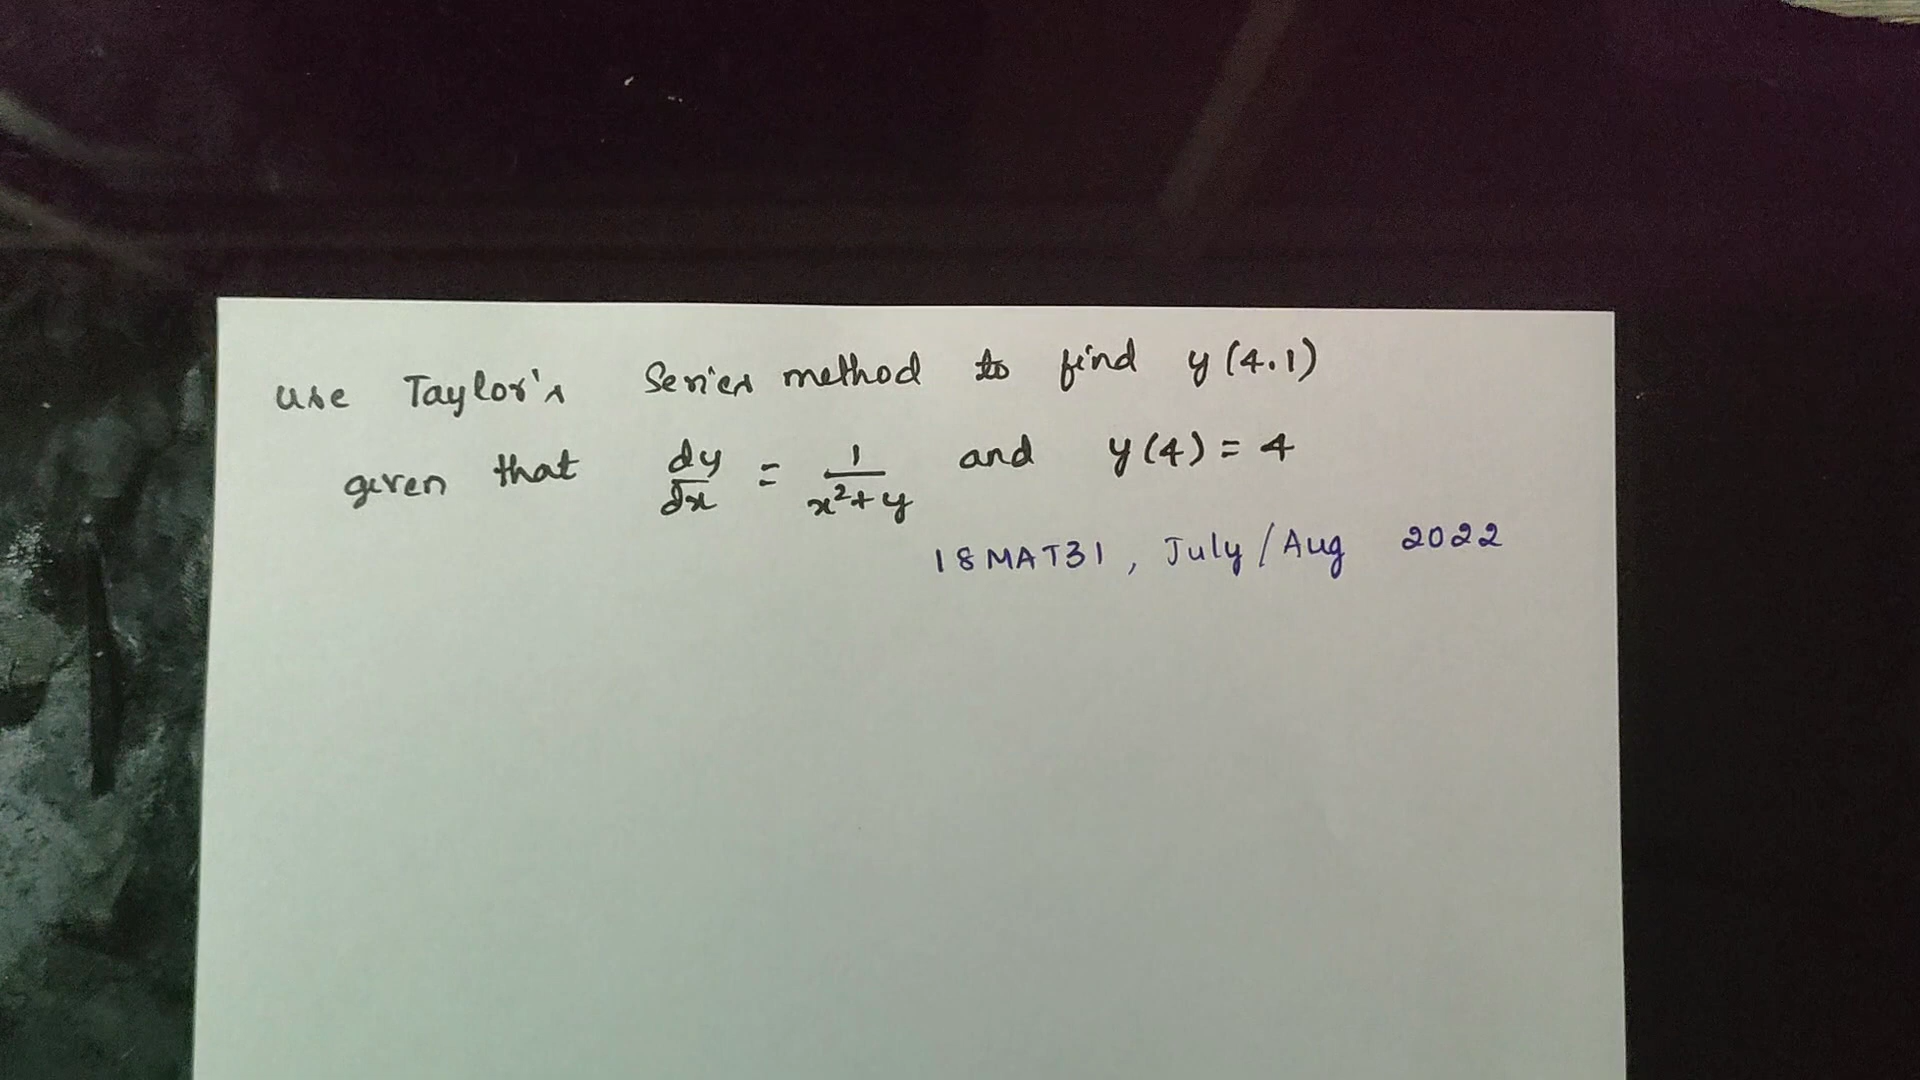 Use Taylor's Series method to find y(4.1)
given that dy/dx = 1/x²+y and y(4) = 4
18MAT31, July/Aug 2022